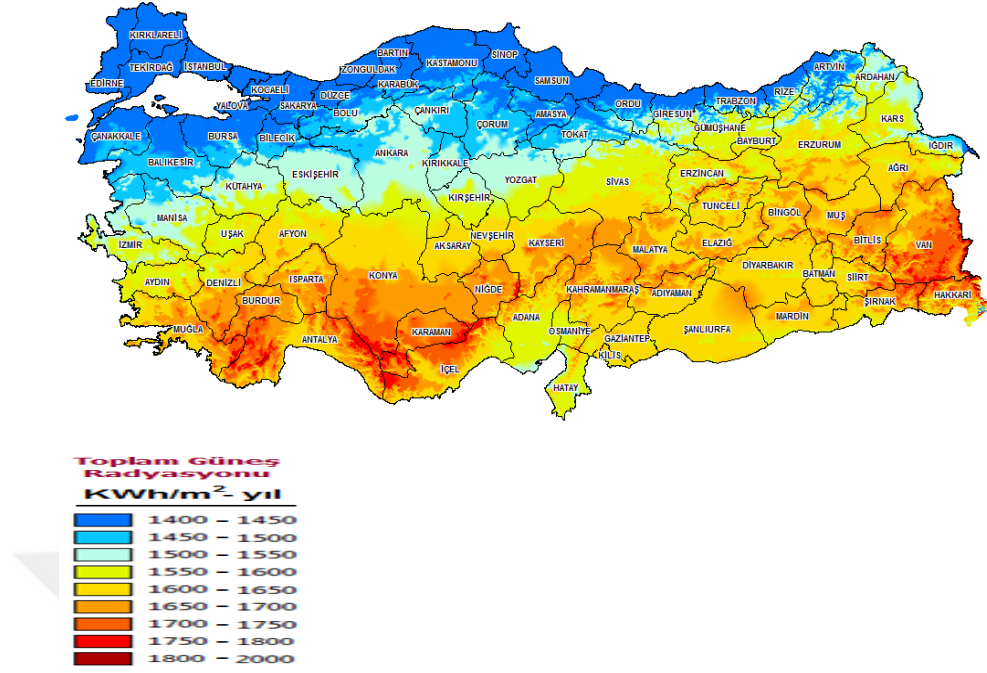 KIRKLARELİ
TEKİRDAĞ
İSTANBUL
EDİRNE
KOCAELİ
YALOVA
SAKARYA
DÜZCE
ZONGULDAK
BARTIN
KARABÜK
KASTAMONU
SİNOP
SAMSUN
BOLU
ÇANKIRI
ÇORUM
AMASYA
TOKAT
ORDU
GİRESUN
TRABZON
RİZE
ARTVİN
ARDAHAN
KARS
GÜMÜŞHANE
BAYBURT
ERZURUM
IĞDIR
AĞRI
ÇANAKKALE
BURSA
BİLECİK
BALIKESİR
KÜTAHYA
ESKİŞEHİR
ANKARA
KIRIKKALE
YOZGAT
KIRŞEHİR
SİVAS
ERZİNCAN
TUNCELİ
BİNGÖL
MUŞ
BİTLİS
VAN
MANİSA
İZMİR
UŞAK
AFYON
AKSARAY
NEVŞEHİR
KAYSERİ
MALATYA
ELAZIĞ
DİYARBAKIR
BATMAN
SİİRT
ŞIRNAK
HAKKARİ
AYDIN
DENİZLİ
ISPARTA
BURDUR
KONYA
NİĞDE
KAHRAMANMARAŞ
ADIYAMAN
MARDİN
ŞANLIURFA
MUĞLA
ANTALYA
KARAMAN
İÇEL
ADANA
OSMANİYE
GAZİANTEP
KİLİS
HATAY
Toplam Güneş
Radyasyonu
KWh/m²- yıl
1400 – 1450
1450 – 1500
1500 – 1550
1550 – 1600
1600 – 1650
1650 – 1700
1700 – 1750
1750 – 1800
1800 – 2000